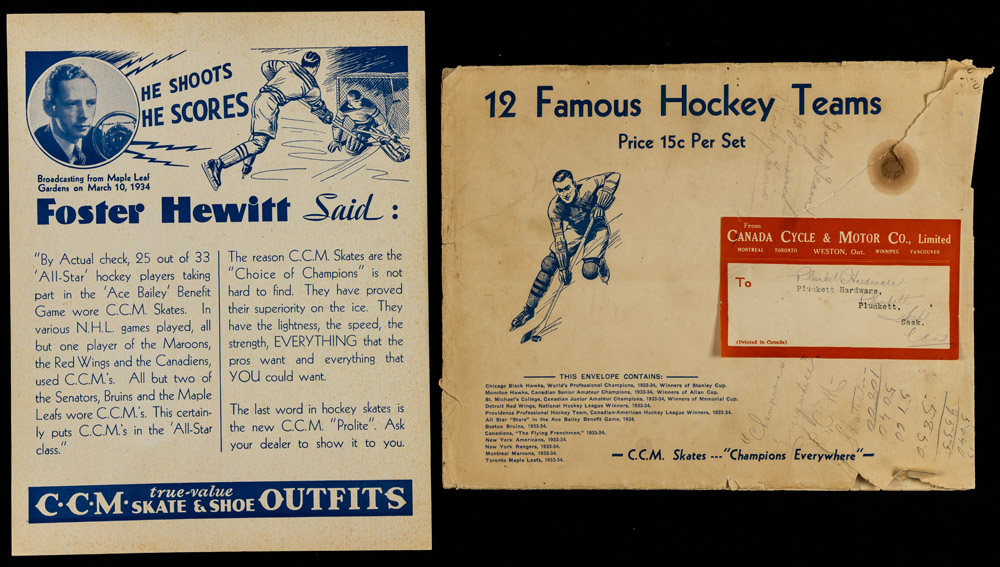 HE SHOOTS
HE SCORES
Broadcasting from Maple Leaf
Gardens on March 10, 1934
Foster Hewitt Said :
"By Actual check, 25 out of 33
'All-Star' hockey players taking
part in the 'Ace Bailey' Benefit
Game wore C.C.M. Skates. In
various N.H.L. games played, all
but one player of the Maroons,
the Red Wings and the Canadiens,
used C.C.M.'s. All but two of
the Senators, Bruins and the Maple
Leafs wore C.C.M.'s. This certain-
ly puts C.C.M.'s in the 'All-Star
class."
The reason C.C.M. Skates are the
"Choice of Champions" is not
hard to find. They have proved
their superiority on the ice. They
have the lightness, the speed, the
strength, EVERYTHING that the
pros want and everything that
YOU could want.
The last word in hockey skates is
the new C.C.M. "Prolite". Ask
your dealer to show it to you.
C·C·M· true-value SKATE & SHOE OUTFITS
12 Famous Hockey Teams
Price 15c Per Set
From
CANADA CYCLE & MOTOR CO., Limited
MONTREAL TORONTO WESTON, Ont. WINNIPEG VANCOUVER
To
Plunkett Hardware
Plunkett Hardware,
Plunkett
Plunkett,
Sask.
(Printed in Canada)
THIS ENVELOPE CONTAINS:
Chicago Black Hawks, World's Professional Champions, 1933-34, Winners of Stanley Cup.
Moncton Hawks, Canadian Senior Amateur Champions, 1933-34, Winners of Allan Cup.
St. Michael's College, Canadian Junior Amateur Champions, 1933-34, Winners of Memorial Cup.
Detroit Red Wings, National Hockey League Winners, 1933-34.
Providence Professional Hockey Team, Canadian-American Hockey League Winners, 1933-34.
All Star "Stars" in the Ace Bailey Benefit Game, 1934.
Boston Bruins, 1933-34.
Canadiens, "The Flying Frenchmen," 1933-34.
New York Americans, 1933-34.
New York Rangers, 1933-34.
Montreal Maroons, 1933-34.
Toronto Maple Leafs, 1933-34.
— C.C.M. Skates ---"Champions Everywhere"—